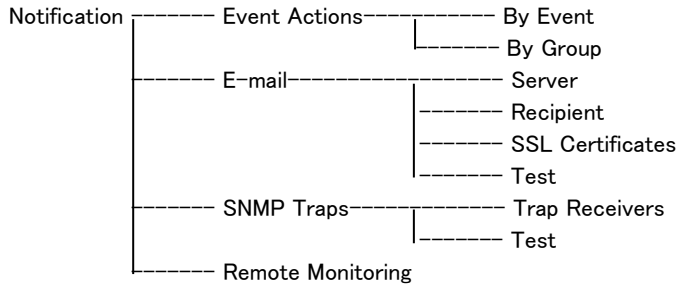 Notification ------- Event Actions------------ By Event
------- By Group
------- E-mail------------------ Server
------- Recipient
------- SSL Certificates
------- Test
------- SNMP Traps------------- Trap Receivers
------- Test
------- Remote Monitoring